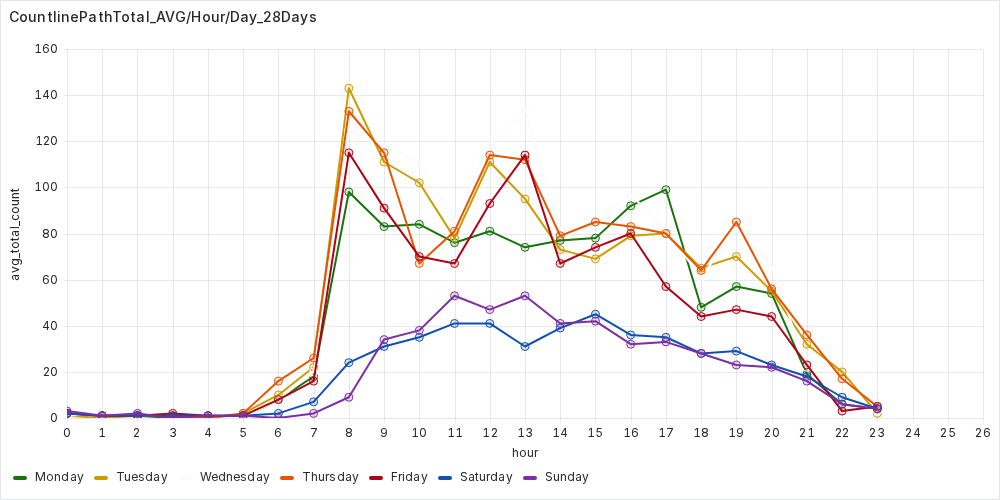 CountlinePathTotal_AVG/Hour/Day_28Days
160
140
120
100
80
60
40
20
0
avg_total_count
0 1 2 3 4 5 6 7 8 9 10 11 12 13 14 15 16 17 18 19 20 21 22 23 24 25 26
hour
Monday Tuesday Wednesday Thursday Friday Saturday Sunday